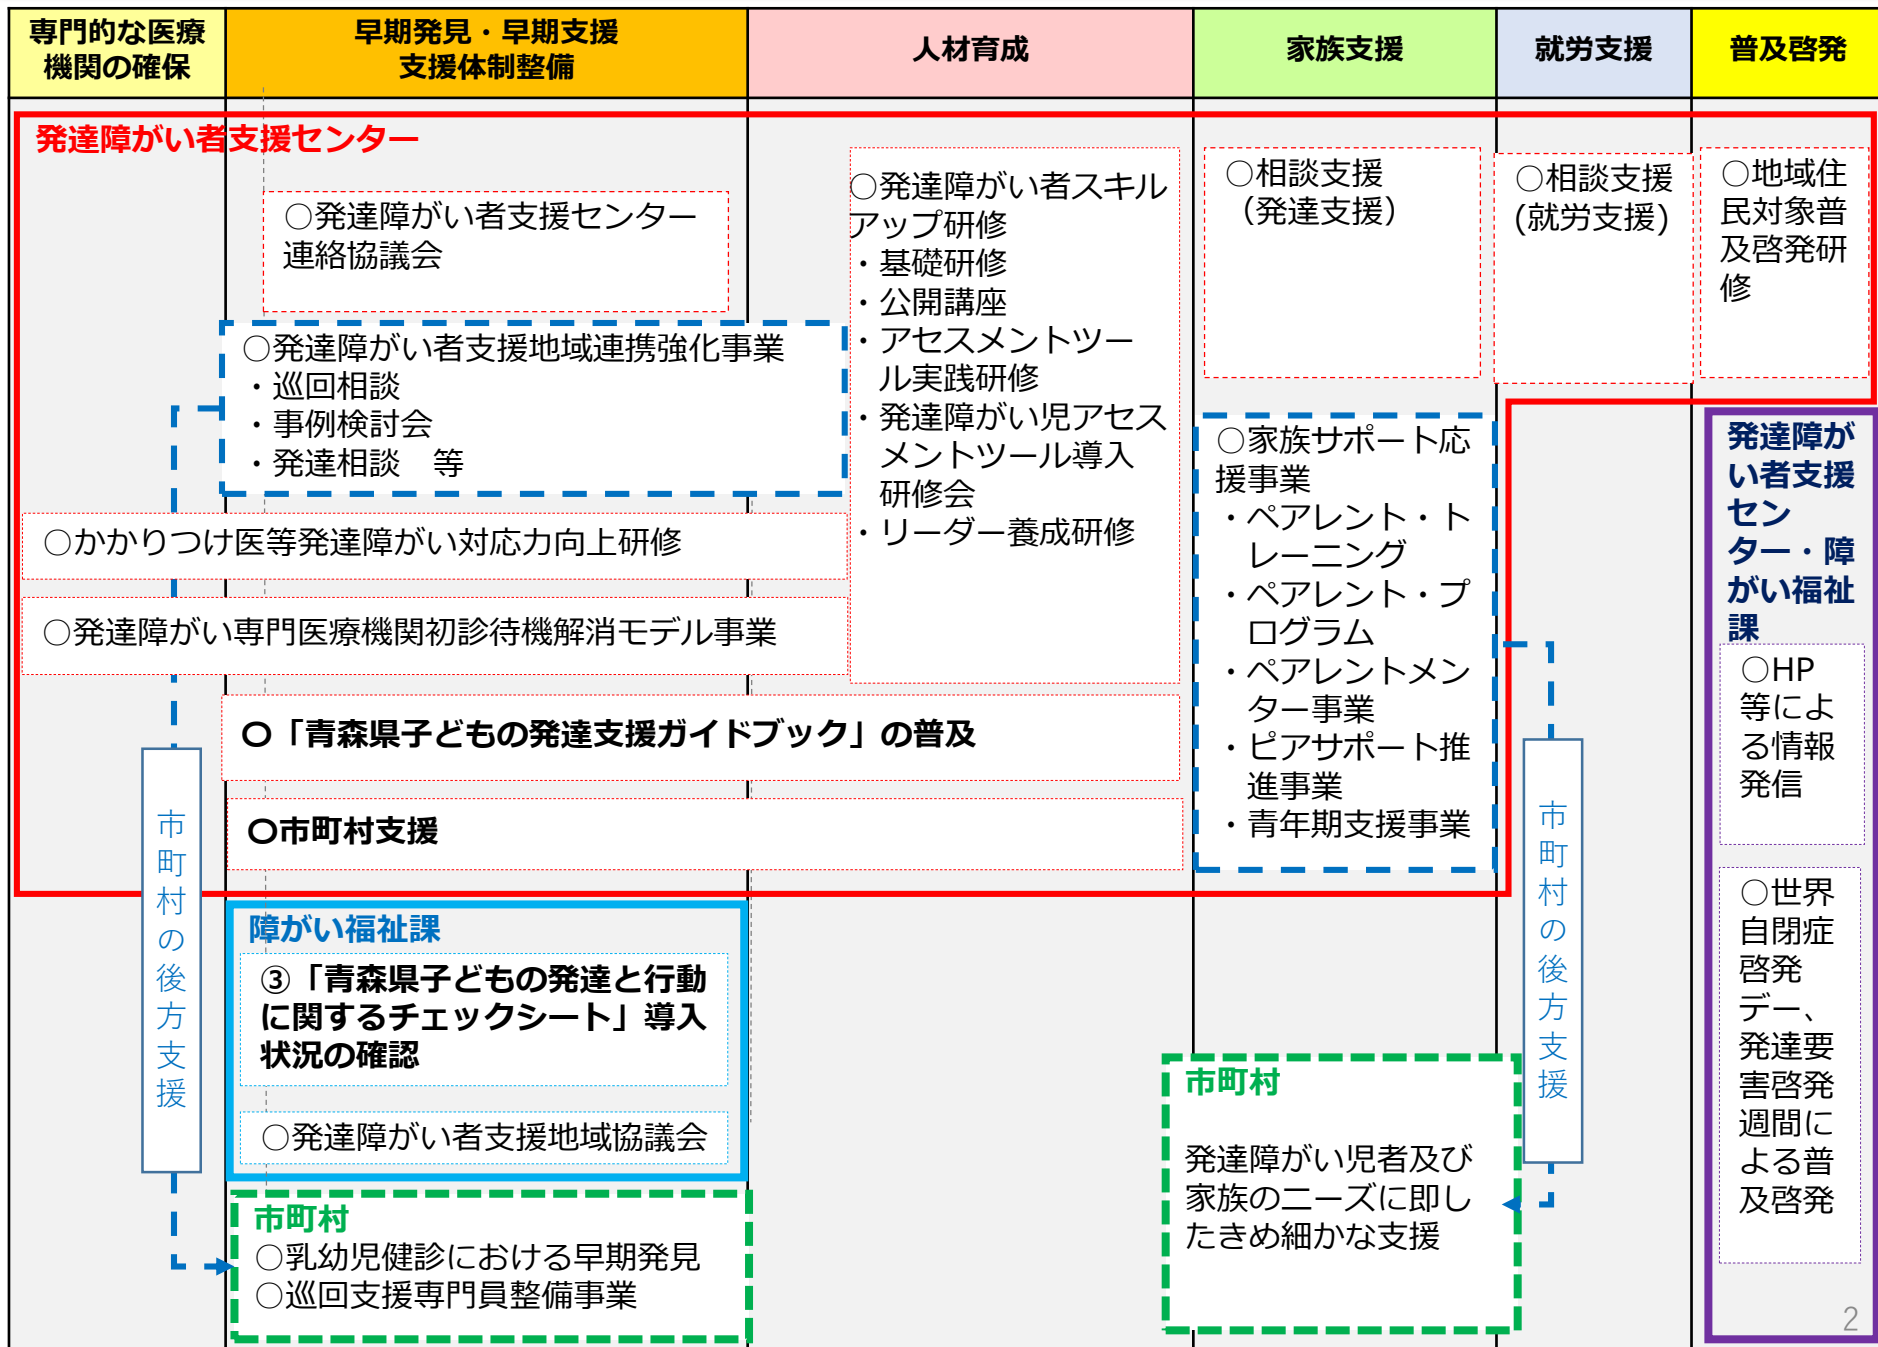 専門的な医療
機関の確保
早期発見・早期支援
支援体制整備
人材育成
家族支援
就労支援
普及啓発
発達障がい者支援センター
○発達障がい者支援センター
連絡協議会
○発達障がい者支援地域連携強化事業
・巡回相談
・事例検討会
・発達相談　等
○かかりつけ医等発達障がい対応力向上研修
○発達障がい専門医療機関初診待機解消モデル事業
○「青森県子どもの発達支援ガイドブック」の普及
○市町村支援
○発達障がい者スキル
アップ研修
・基礎研修
・公開講座
・アセスメントツー
ル実践研修
・発達障がい児アセス
メントツール導入
研修会
・リーダー養成研修
○相談支援
（発達支援）
○家族サポート応
援事業
・ペアレント・ト
レーニング
・ペアレント・プ
ログラム
・ペアレントメン
ター事業
・ピアサポート推
進事業
・青年期支援事業
○相談支援
(就労支援)
○地域住
民対象普
及啓発研
修
発達障が
い者支援
セン
ター・障
がい福祉
課
○HP
等によ
る情報
発信
○世界
自閉症
啓発
デー、
発達要
害啓発
週間に
よる普
及啓発
市町村の後方支援
障がい福祉課
③「青森県子どもの発達と行動
に関するチェックシート」導入
状況の確認
○発達障がい者支援地域協議会
市町村
○乳幼児健診における早期発見
○巡回支援専門員整備事業
市町村の後方支援
市町村
発達障がい児者及び
家族のニーズに即し
たきめ細かな支援
2